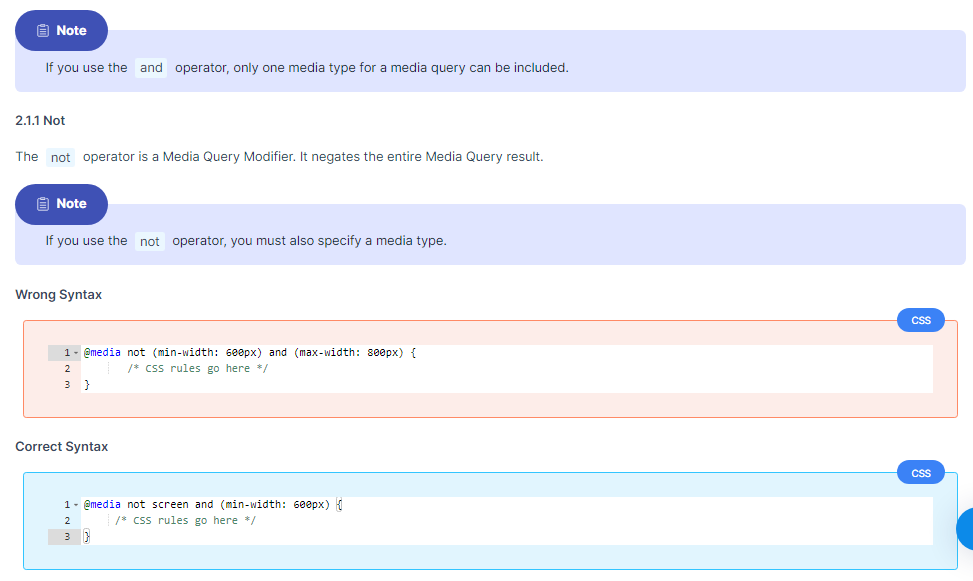 Note
If you use the and operator, only one media type for a media query can be included.
2.1.1 Not
The not operator is a Media Query Modifier. It negates the entire Media Query result.
Note
If you use the not operator, you must also specify a media type.
Wrong Syntax
CSS
1 @media not (min-width: 600px) and (max-width: 800px) {
2 /* CSS rules go here */
3 }
Correct Syntax
CSS
1 @media not screen and (min-width: 600px) {
2 /* CSS rules go here */
3 }